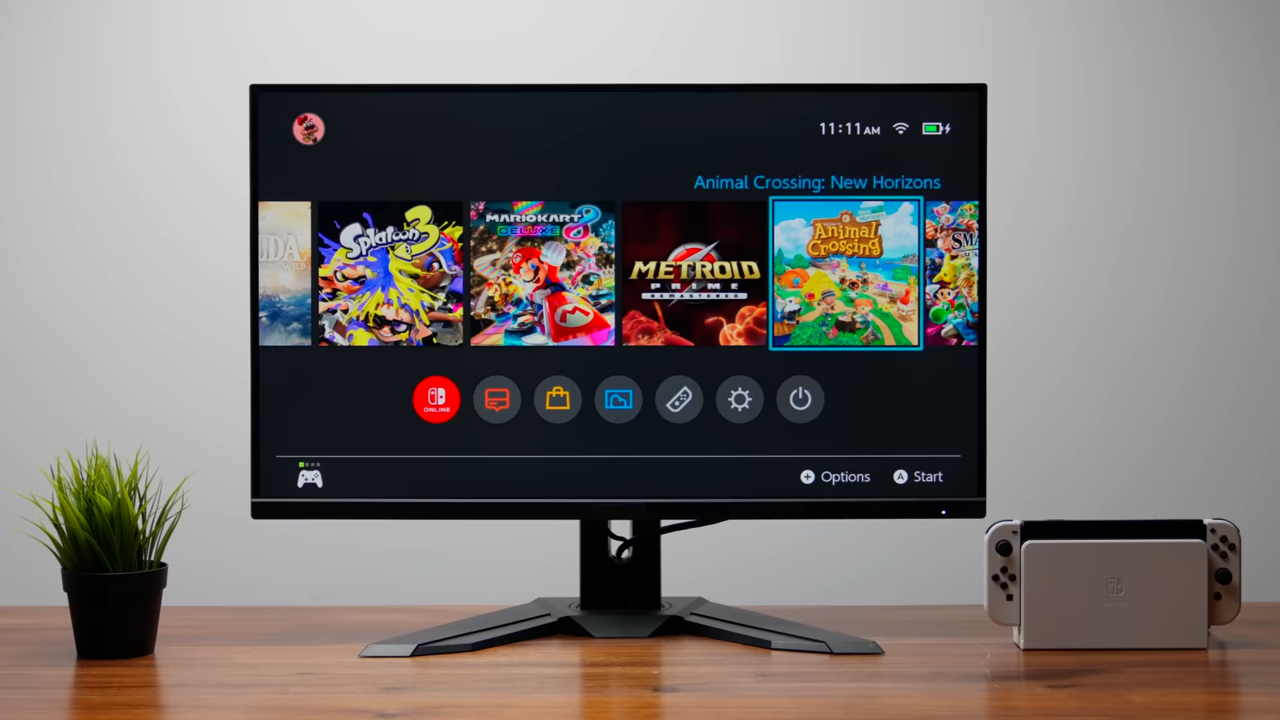 11:11 AM
Animal Crossing: New Horizons
Splatoon 3
MARIOKART 8
DELUXE
METROID
PRIME
REMASTERED
Animal
Crossing
ONLINE
Options
A Start
SWITCH